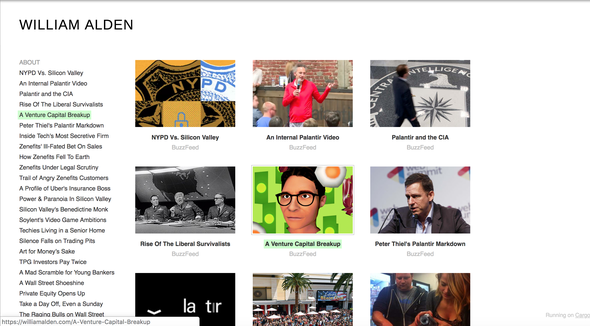 WILLIAM ALDEN
ABOUT
NYPD Vs. Silicon Valley
An Internal Palantir Video
Palantir and the CIA
Rise Of The Liberal Survivalists
A Venture Capital Breakup
Peter Thiel's Palantir Markdown
Inside Tech's Most Secretive Firm
Zenefits' Ill-Fated Bet On Sales
How Zenefits Fell To Earth
Zenefits Under Legal Scrutiny
Trail of Angry Zenefits Customers
A Profile of Uber's Insurance Boss
Power & Paranoia In Silicon Valley
Silicon Valley's Benedictine Monk
Soylent's Video Game Ambitions
Techies Living in a Senior Home
Silence Falls on Trading Pits
Art for Money's Sake
TPG Investors Pay Twice
A Mad Scramble for Young Bankers
A Wall Street Shoeshine
Private Equity Opens Up
Take a Day Off, Even a Sunday
The Raging Bulls on Wall Street
https://williamalden.com/A-Venture-Capital-Breakup
NYPD
NYPD Vs. Silicon Valley
BuzzFeed
An Internal Palantir Video
BuzzFeed
CENTRAL INTELLIGENCE
Palantir and the CIA
BuzzFeed
Rise Of The Liberal Survivalists
BuzzFeed
A Venture Capital Breakup
BuzzFeed
Peter Thiel's Palantir Markdown
BuzzFeed
Running on